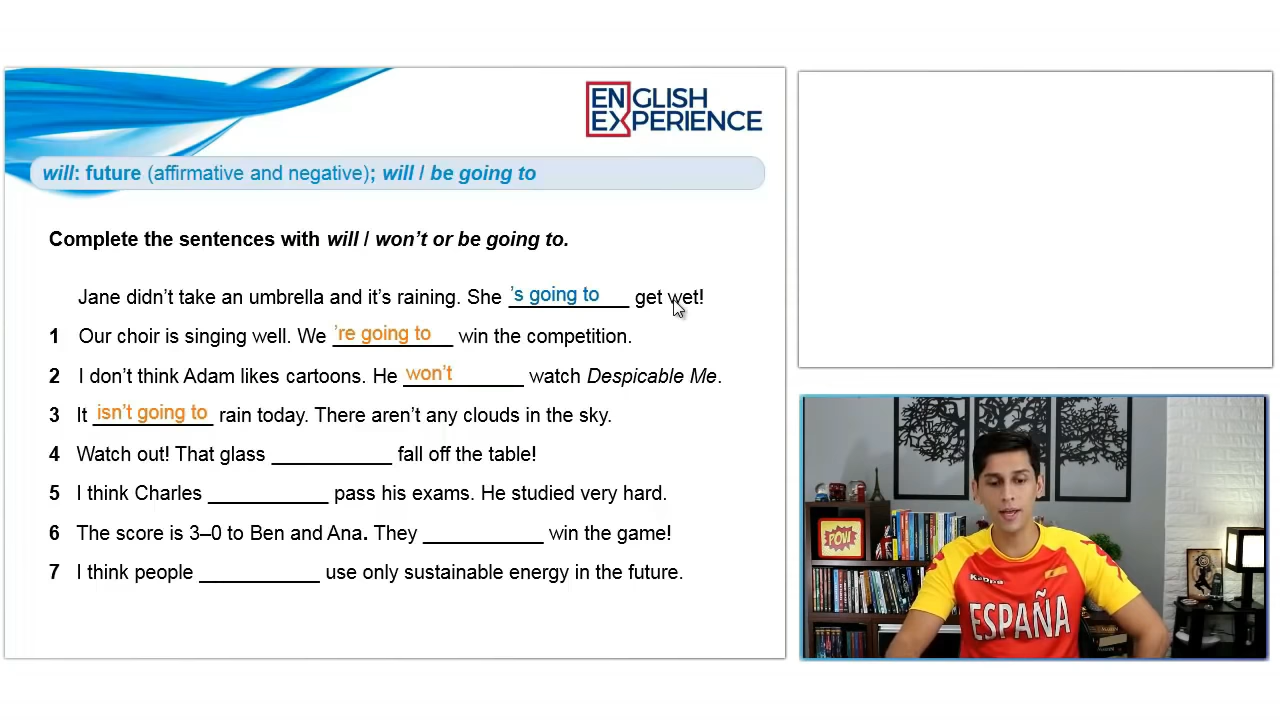 ENGLISH
EXPERIENCE
will: future (affirmative and negative); will / be going to
Complete the sentences with will / won't or be going to.
Jane didn't take an umbrella and it's raining. She 's going to get wet!
1 Our choir is singing well. We 're going to win the competition.
2 I don't think Adam likes cartoons. He won't watch Despicable Me.
3 It isn't going to rain today. There aren't any clouds in the sky.
4 Watch out! That glass ____________ fall off the table!
5 I think Charles ____________ pass his exams. He studied very hard.
6 The score is 3–0 to Ben and Ana. They ____________ win the game!
7 I think people ____________ use only sustainable energy in the future.
POW!
Kappa
ESPAÑA